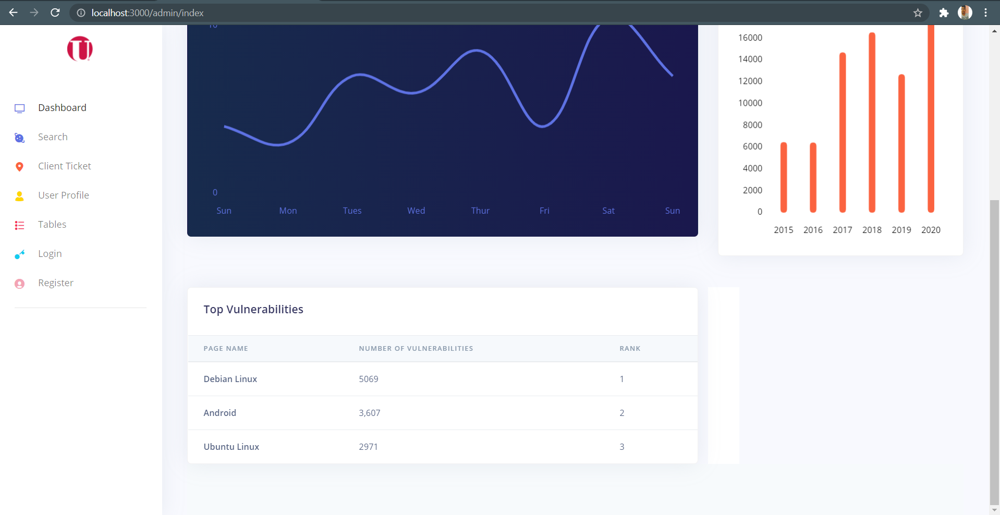 localhost:3000/admin/index
U
Dashboard
Search
Client Ticket
User Profile
Tables
Login
Register
0
Sun Mon Tues Wed Thur Fri Sat Sun
16000
14000
12000
10000
8000
6000
4000
2000
0
2015 2016 2017 2018 2019 2020
Top Vulnerabilities
PAGE NAME NUMBER OF VULNERABILITIES RANK
Debian Linux 5069 1
Android 3,607 2
Ubuntu Linux 2971 3